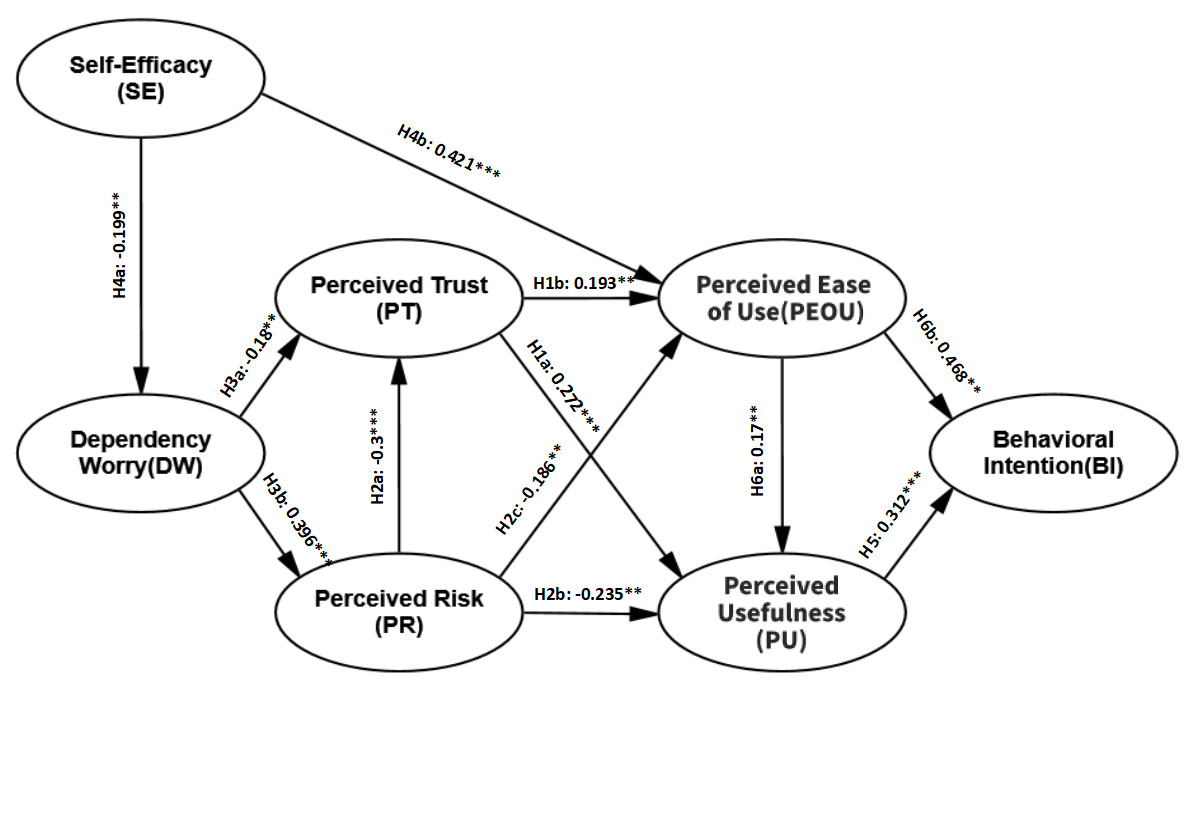 Self-Efficacy
(SE)
H4b: 0.421***
H4a: -0.199**
Perceived Trust
(PT)
H1b: 0.193**
Perceived Ease
of Use(PEOU)
H3a: -0.18**
H1a: 0.272***
H6b: 0.468**
Dependency
Worry(DW)
H2a: -0.3***
H6a: 0.17**
Behavioral
Intention(BI)
H3b: 0.396***
H2c: -0.186**
H5: 0.312***
Perceived Risk
(PR)
H2b: -0.235**
Perceived
Usefulness
(PU)